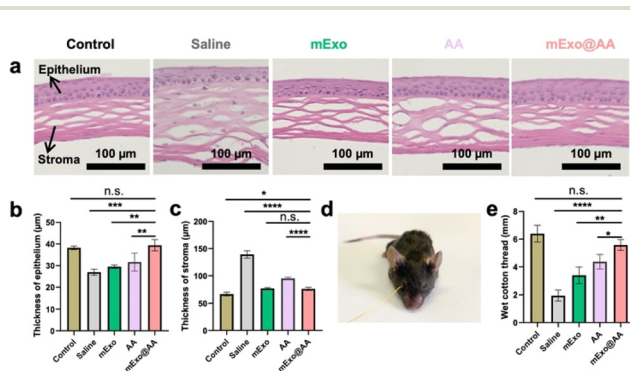 Control Saline mExo AA mExo@AA
a
Epithelium
Stroma
100 μm 100 μm 100 μm 100 μm 100 μm
b
n.s.
***
**
**
Thickness of epithelium (μm)
50
40
30
20
10
0
Control Saline mExo AA mExo@AA
c
*
****
n.s.
****
Thickness of stroma (μm)
200
150
100
50
0
Control Saline mExo AA mExo@AA
d
e
n.s.
****
**
*
Wet cotton thread (mm)
8
6
4
2
0
Control Saline mExo AA mExo@AA